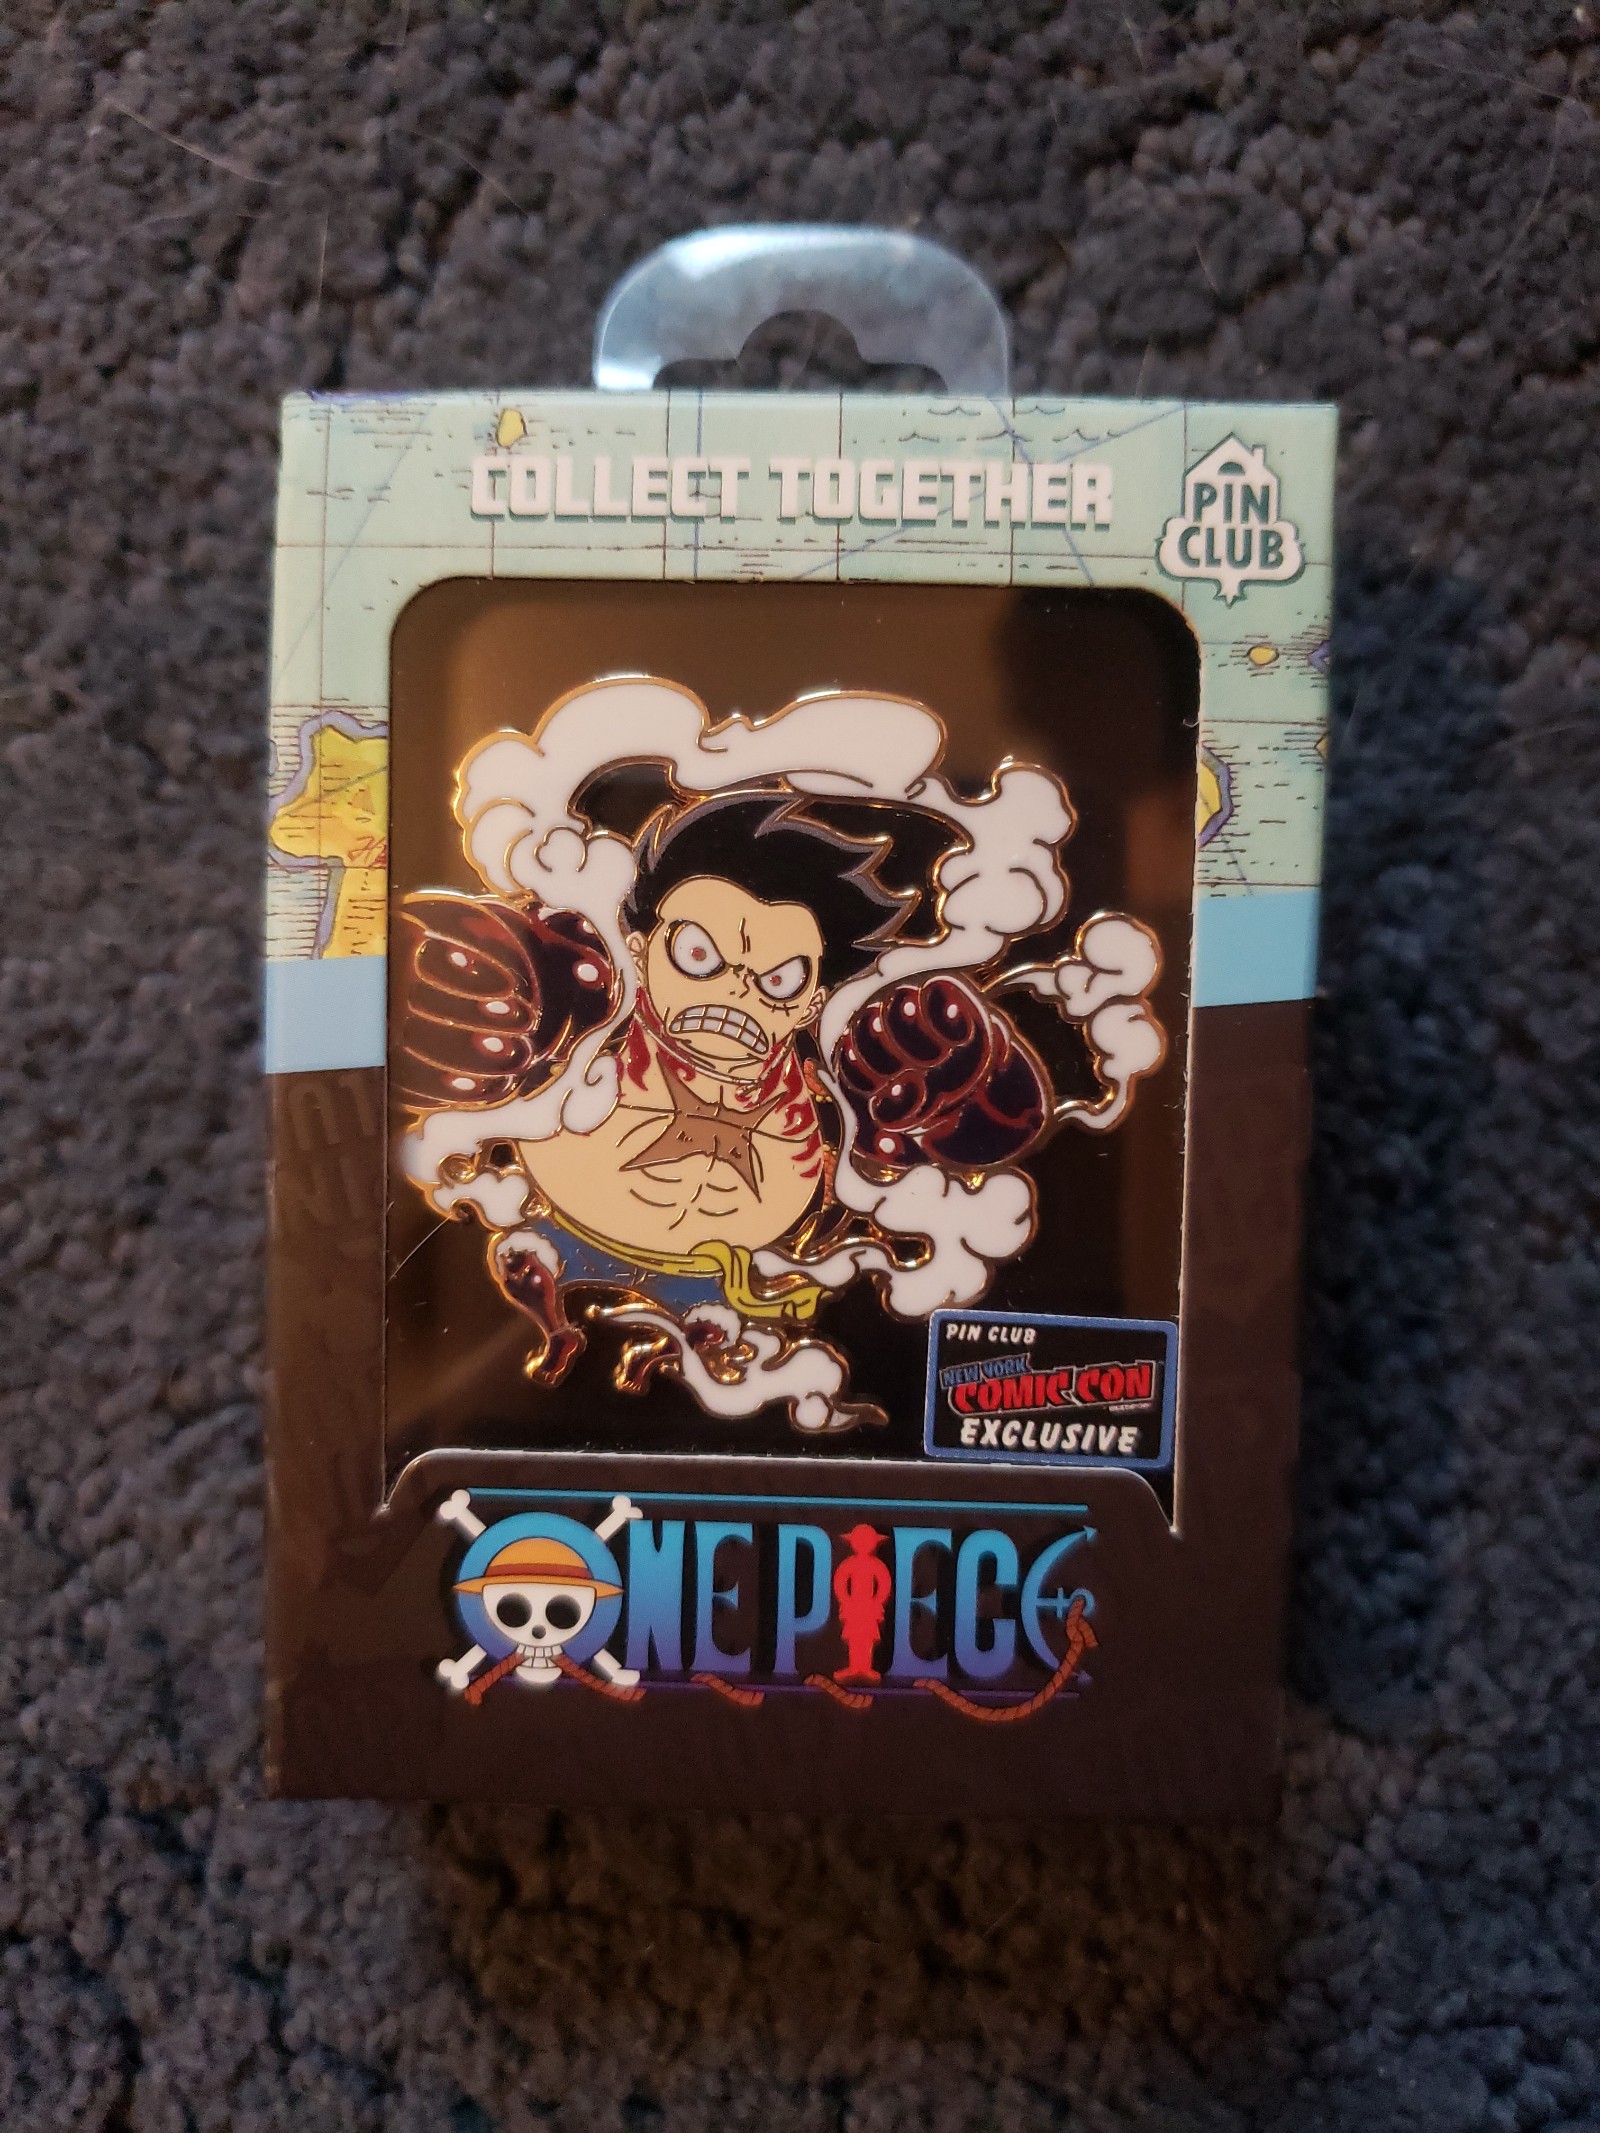 COLLECT TOGETHER
PIN
CLUB
PIN CLUB
NEW YORK
COMIC CON
EXCLUSIVE
ONE PIECE